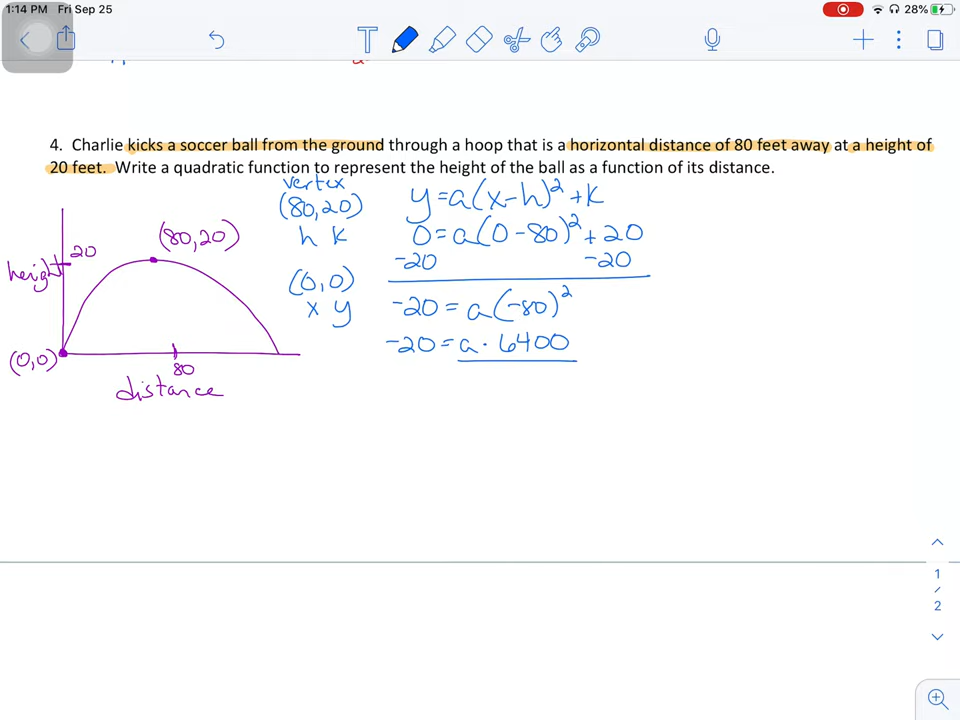 1:14 PM Fri Sep 25 28%
T
4. Charlie kicks a soccer ball from the ground through a hoop that is a horizontal distance of 80 feet away at a height of
20 feet. Write a quadratic function to represent the height of the ball as a function of its distance.
vertex
(80,20)
h k
(0,0)
x y
y=a(x-h)²+k
0=a(0-80)²+20
-20 -20
-20=a(-80)²
-20=a·6400
(80,20)
20
height
(0,0)
80
distance
1
/
2